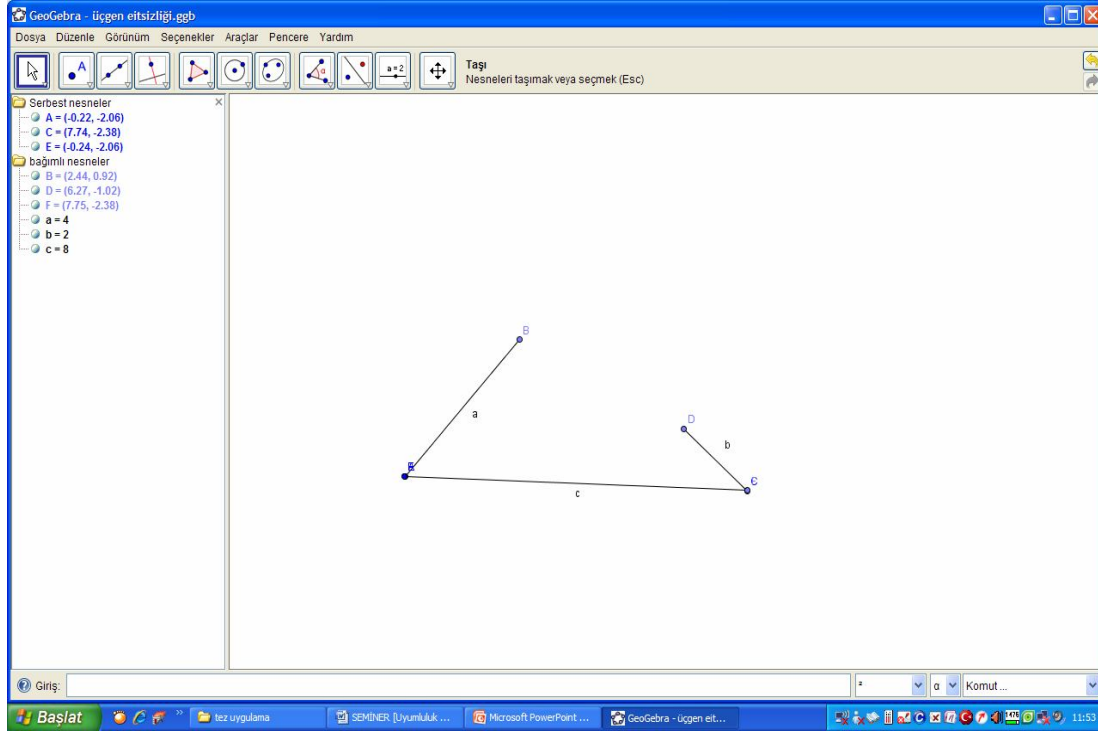 GeoGebra - üçgen eitsizliği.ggb
Dosya Düzenle Görünüm Seçenekler Araçlar Pencere Yardım
A
α
a = 2
Taşı
Nesneleri taşımak veya seçmek (Esc)
Serbest nesneler
A = (-0.22, -2.06)
C = (7.74, -2.38)
E = (-0.24, -2.06)
bağımlı nesneler
B = (2.44, 0.92)
D = (6.27, -1.02)
F = (7.75, -2.38)
a = 4
b = 2
c = 8
B
a
D
b
c
Giriş:
² α Komut ...
Başlat » tez uygulama SEMİNER [Uyumluluk ... Microsoft PowerPoint ... GeoGebra - üçgen eit... 11:53